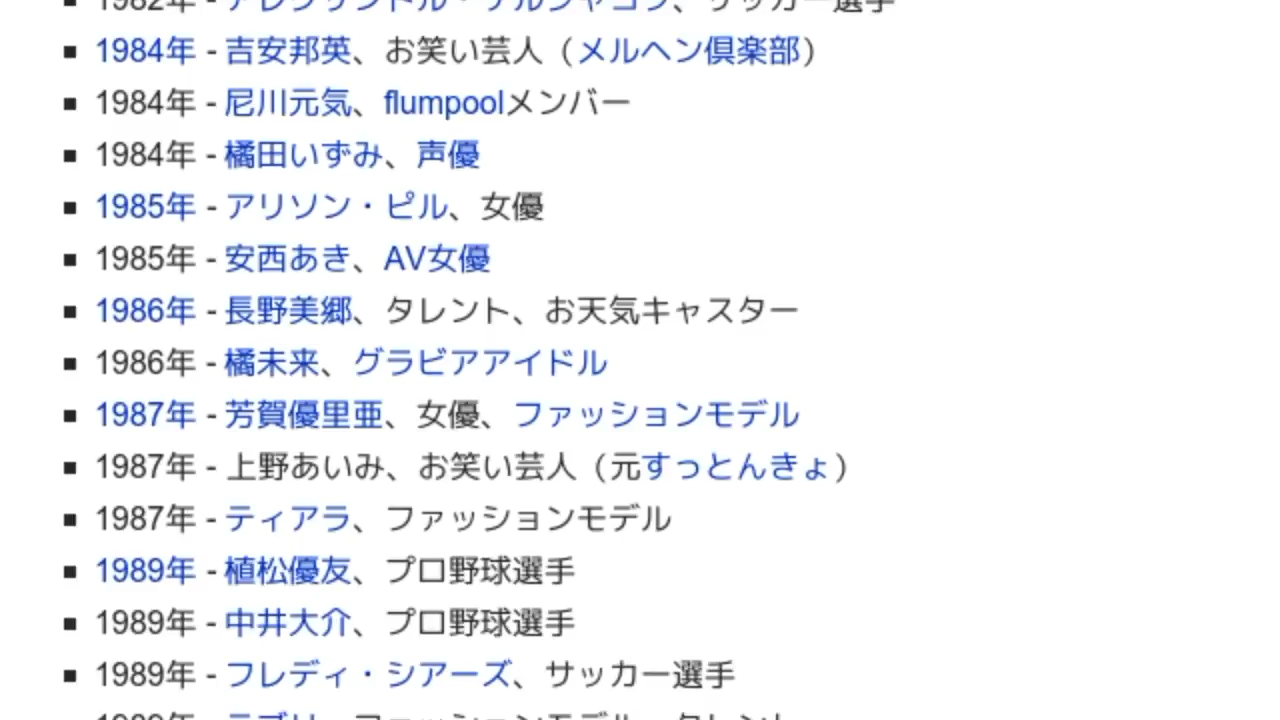 1984年 - 吉安邦英、お笑い芸人（メルヘン倶楽部）
1984年 - 尼川元気、flumpoolメンバー
1984年 - 橘田いずみ、声優
1985年 - アリソン・ピル、女優
1985年 - 安西あき、AV女優
1986年 - 長野美郷、タレント、お天気キャスター
1986年 - 橘未来、グラビアアイドル
1987年 - 芳賀優里亜、女優、ファッションモデル
1987年 - 上野あいみ、お笑い芸人（元すっとんきょ）
1987年 - ティアラ、ファッションモデル
1989年 - 植松優友、プロ野球選手
1989年 - 中井大介、プロ野球選手
1989年 - フレディ・シアーズ、サッカー選手